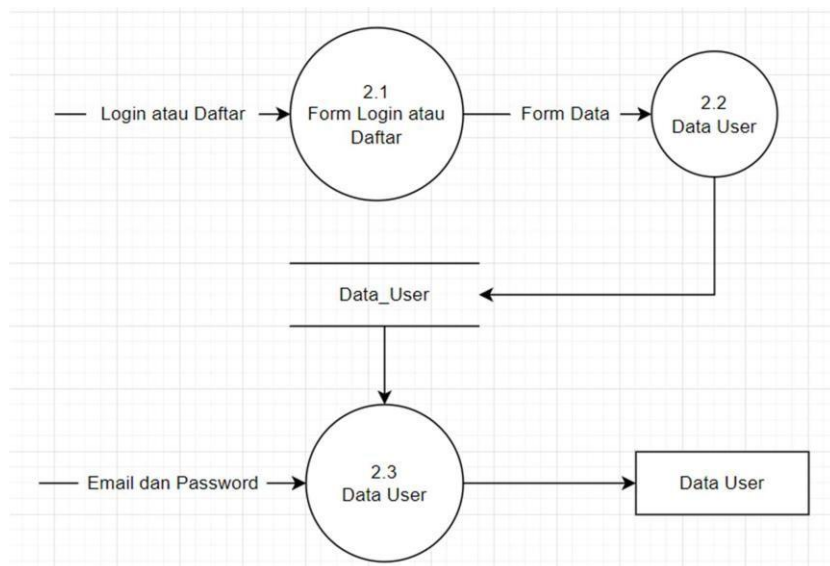 Login atau Daftar
2.1
Form Login atau
Daftar
Form Data
2.2
Data User
Data_User
Email dan Password
2.3
Data User
Data User